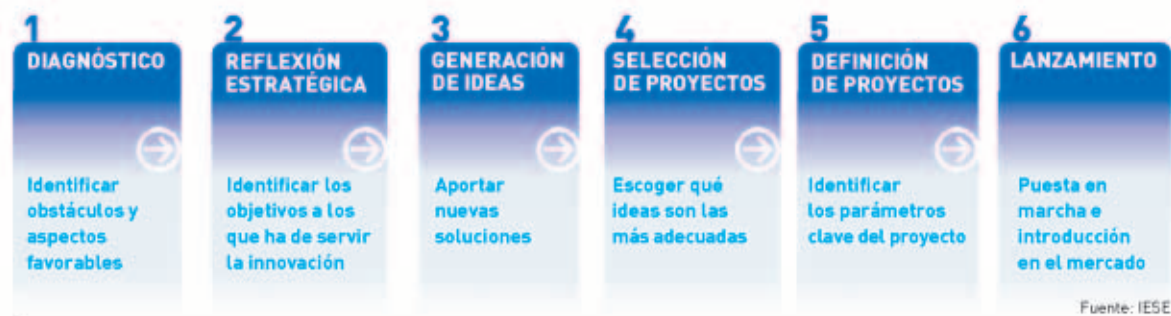 1
DIAGNÓSTICO
Identificar
obstáculos y
aspectos
favorables
2
REFLEXIÓN
ESTRATÉGICA
Identificar los
objetivos a los
que ha de servir
la innovación
3
GENERACIÓN
DE IDEAS
Aportar
nuevas
soluciones
4
SELECCIÓN
DE PROYECTOS
Escoger qué
ideas son las
más adecuadas
5
DEFINICIÓN
DE PROYECTOS
Identificar
los parámetros
clave del proyecto
6
LANZAMIENTO
Puesta en
marcha e
introducción
en el mercado
Fuente: IESE